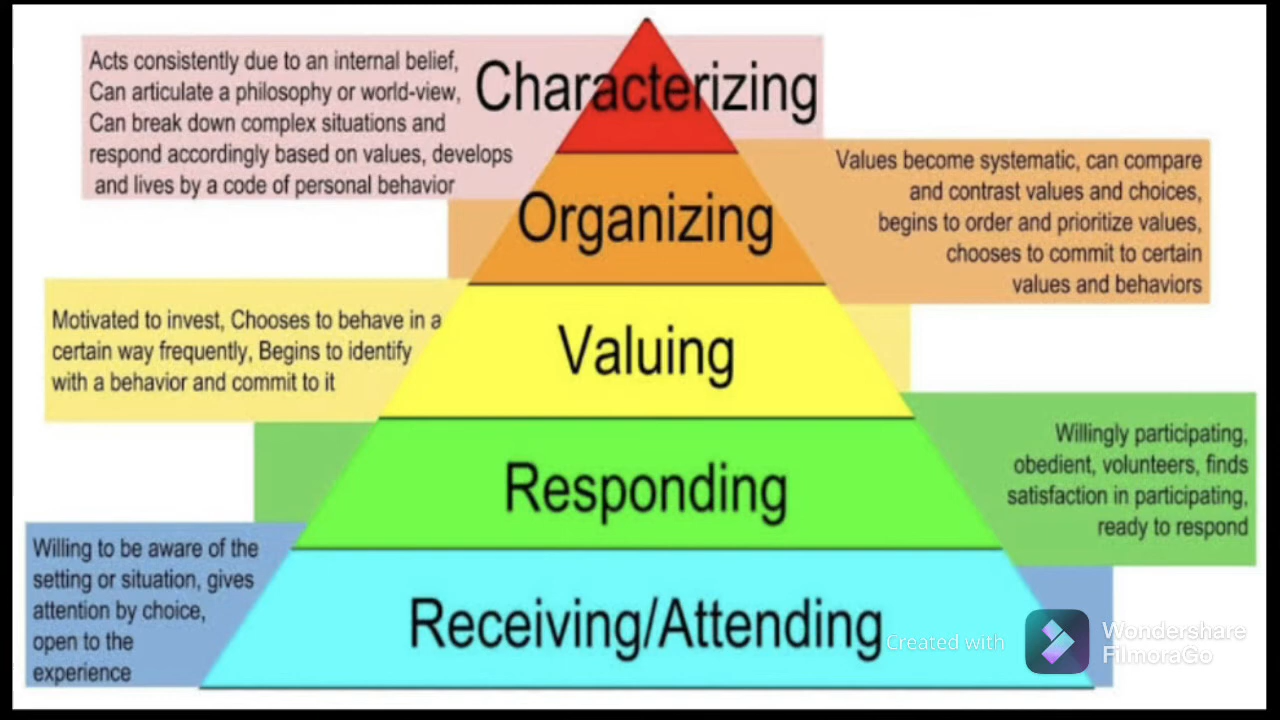 Acts consistently due to an internal belief,
Can articulate a philosophy or world-view,
Can break down complex situations and
respond accordingly based on values, develops
and lives by a code of personal behavior
Characterizing
Values become systematic, can compare
and contrast values and choices,
begins to order and prioritize values,
chooses to commit to certain
values and behaviors
Organizing
Motivated to invest, Chooses to behave in a
certain way frequently, Begins to identify
with a behavior and commit to it
Valuing
Willingly participating,
obedient, volunteers, finds
satisfaction in participating,
ready to respond
Responding
Willing to be aware of the
setting or situation, gives
attention by choice,
open to the
experience
Receiving/Attending
Created with
Wondershare
FilmoraGo